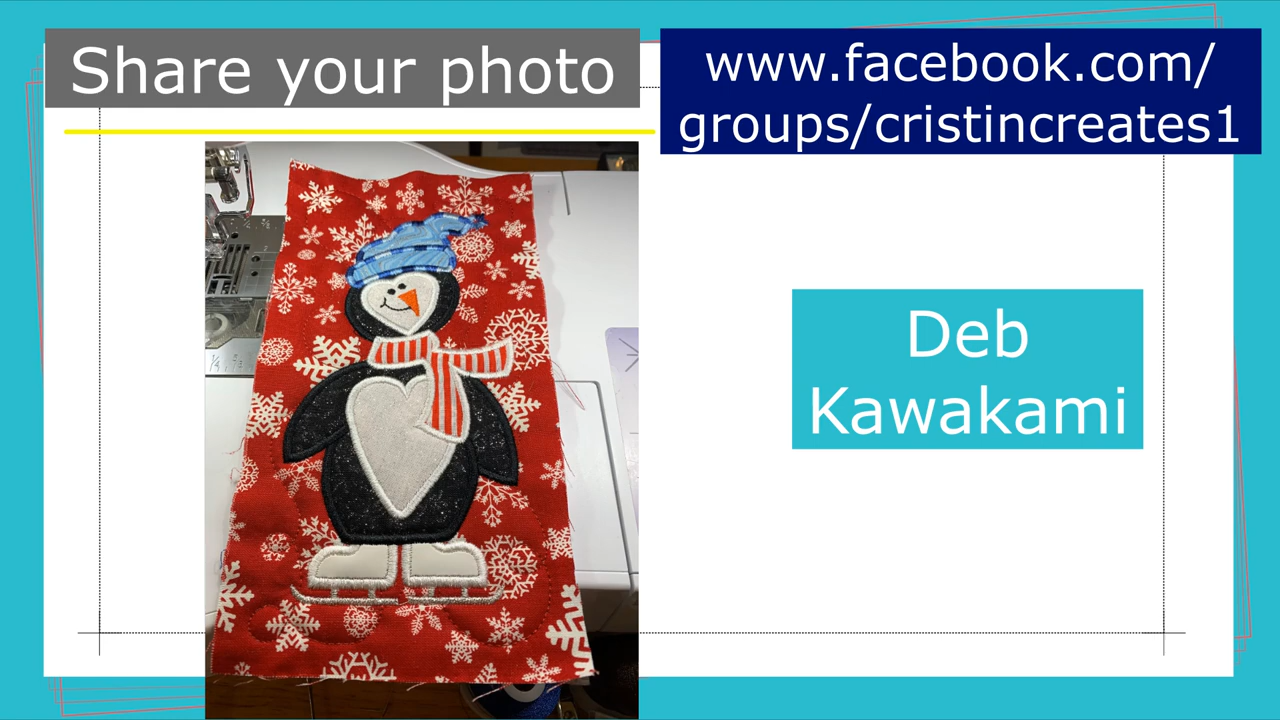 Share your photo
www.facebook.com/
groups/cristincreates1
Deb
Kawakami